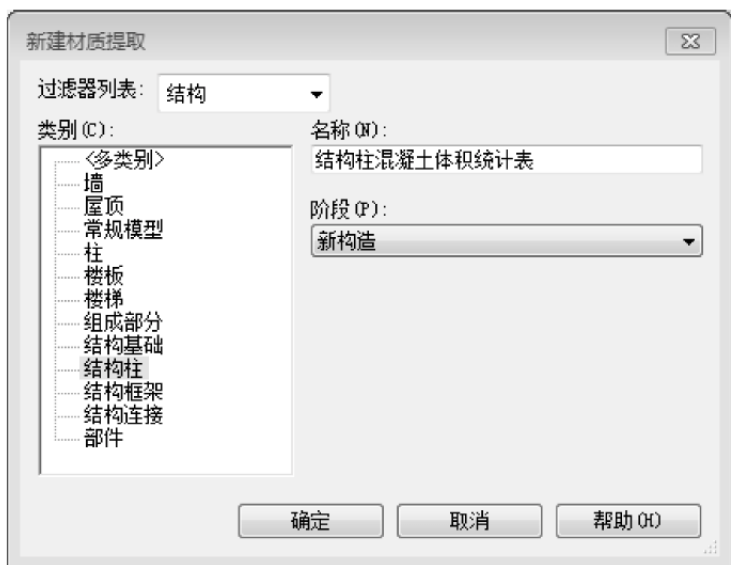 新建材质提取
过滤器列表: 结构
类别(C):
<多类别>
墙
屋顶
常规模型
柱
楼板
楼梯
组成部分
结构基础
结构柱
结构框架
结构连接
部件
名称(N):
结构柱混凝土体积统计表
阶段(P):
新构造
确定 取消 帮助(H)